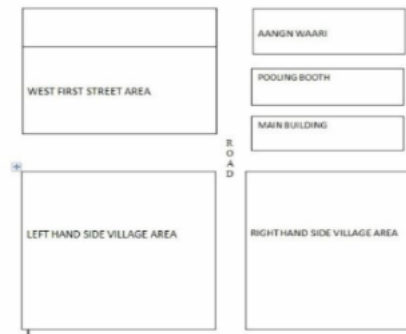 AANGN WAARI
WEST FIRST STREET AREA
POOLING BOOTH
MAIN BUILDING
ROAD
LEFT HAND SIDE VILLAGE AREA
RIGHT HAND SIDE VILLAGE AREA